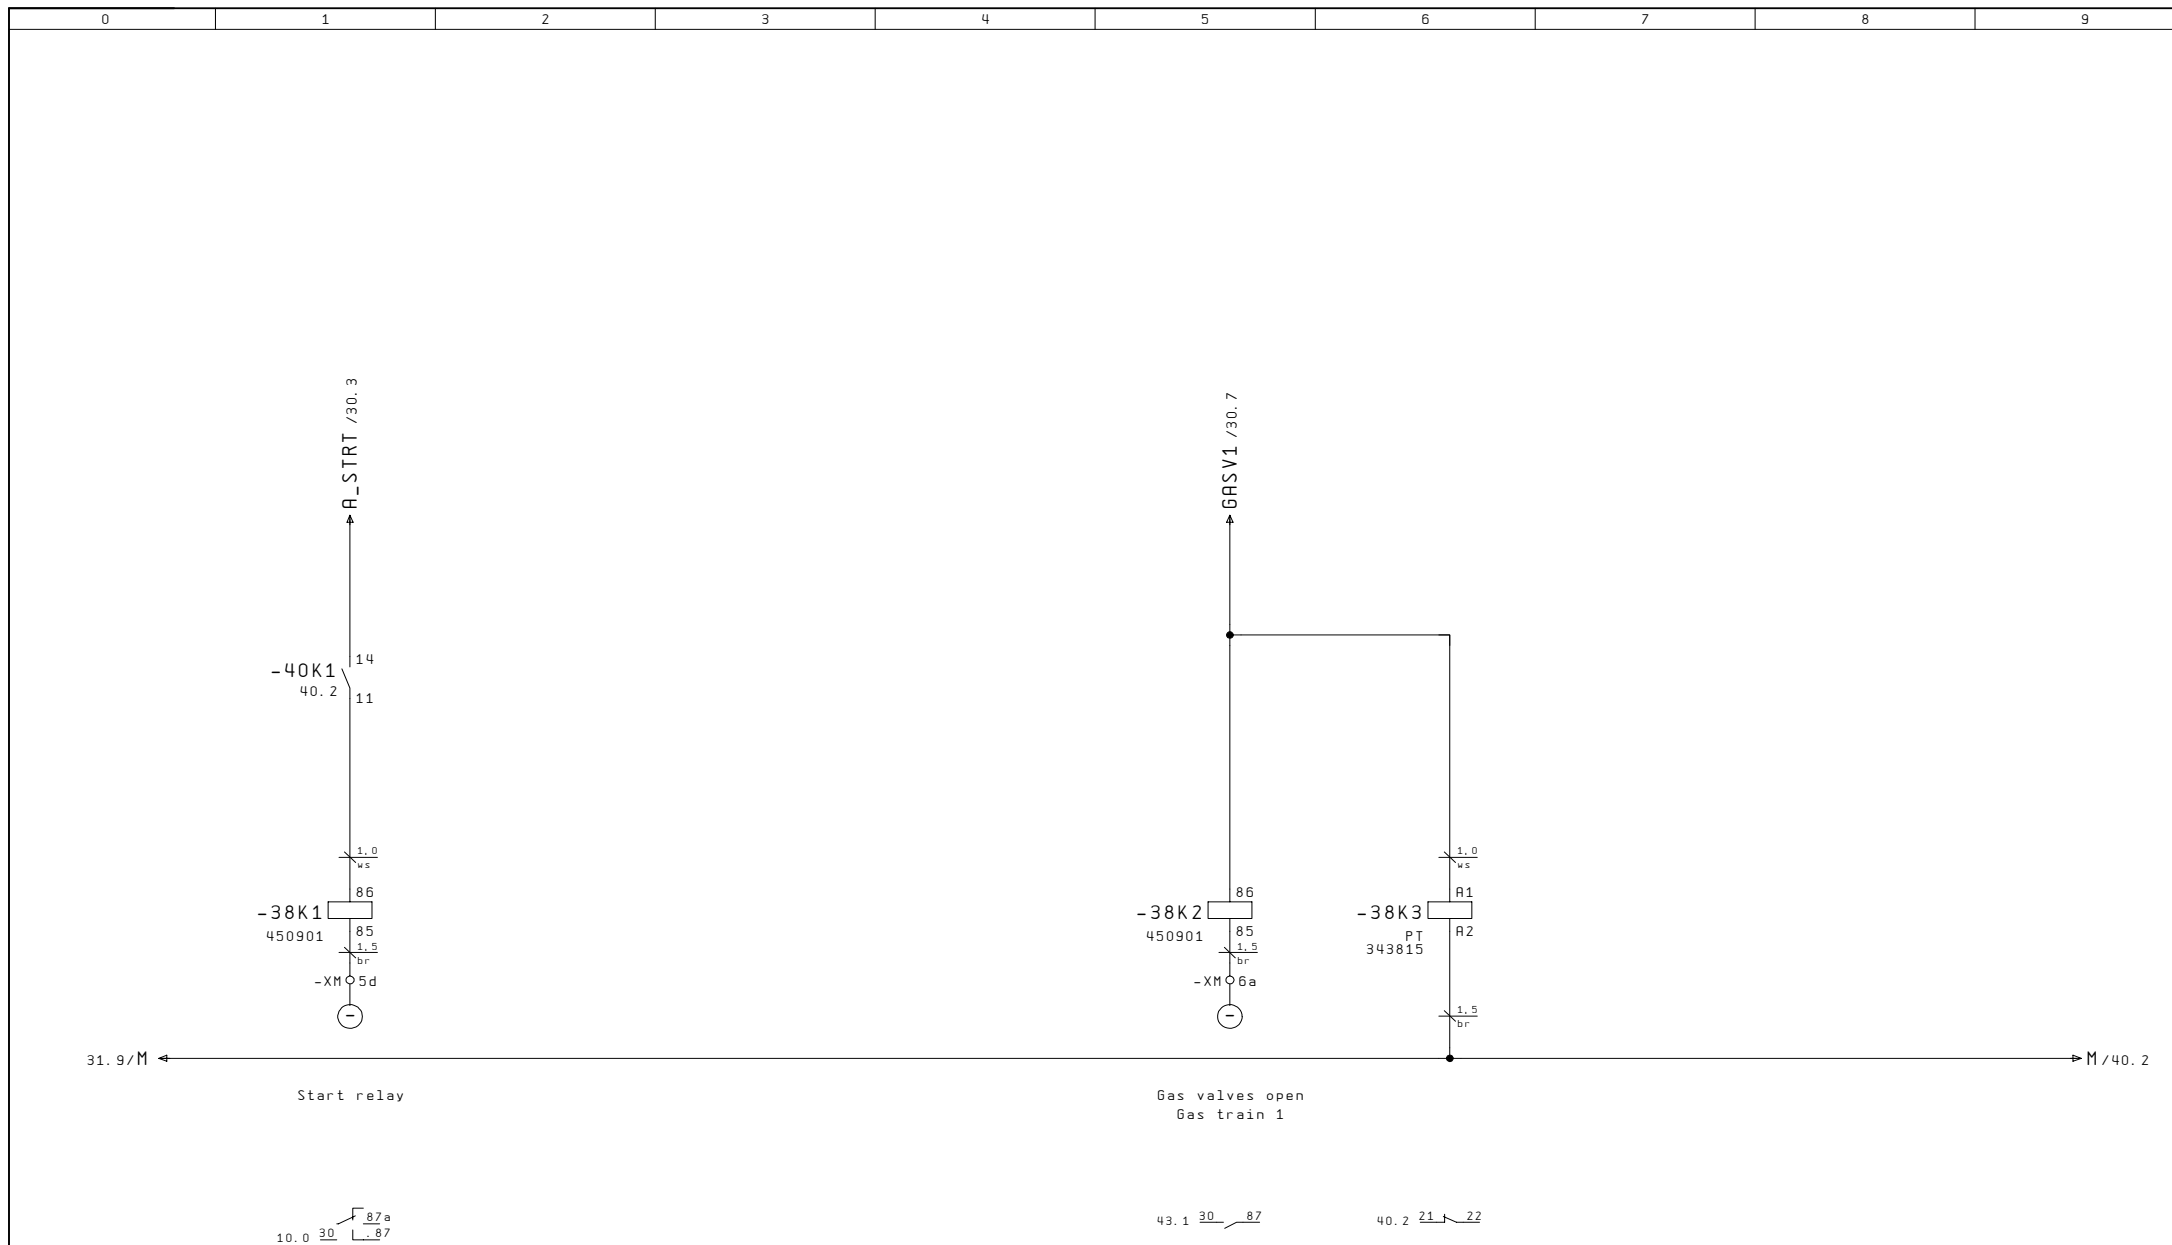 0 1 2 3 4 5 6 7 8 9
A_STRT /30.3
GASV1 /30.7
14
-40K1
40.2
11
1,0
ws
1,0
ws
86
-38K1
85
450901
1,5
br
-XM 5d
-
86
-38K2
85
450901
1,5
br
-XM 6a
-
A1
-38K3
A2
PT
343815
1,5
br
31.9/M
M/40.2
Start relay
Gas valves open
Gas train 1
87a
10.0 30 .87
43.1 30 87
40.2 21 22